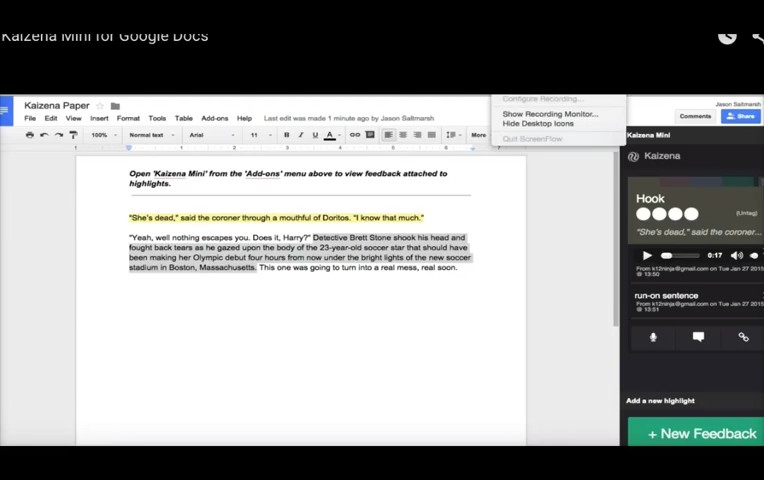 Kaizena Mini for Google Docs
Kaizena Paper
File Edit View Insert Format Tools Table Add-ons Help Last edit was made 1 minute ago by Jason Saltmarsh
100% Normal text Arial 11 B I U A More
Configure Recording...
Show Recording Monitor...
Hide Desktop Icons
Quit ScreenFlow
Jason Saltmarsh
Comments Share
Kaizena Mini
Kaizena
1 1 2 3 4 5 6 7
Open 'Kaizena Mini' from the 'Add-ons' menu above to view feedback attached to
highlights.
"She's dead," said the coroner through a mouthful of Doritos. "I know that much."
"Yeah, well nothing escapes you. Does it, Harry?" Detective Brett Stone shook his head and
fought back tears as he gazed upon the body of the 23-year-old soccer star that should have
been making her Olympic debut four hours from now under the bright lights of the new soccer
stadium in Boston, Massachusetts. This one was going to turn into a real mess, real soon.
Hook
(Untag)
"She's dead," said the coroner...
0:17
From k12ninja@gmail.com on Tue Jan 27 2015
@ 13:50
run-on sentence
From k12ninja@gmail.com on Tue Jan 27 2015
@ 13:51
Add a new highlight
+ New Feedback